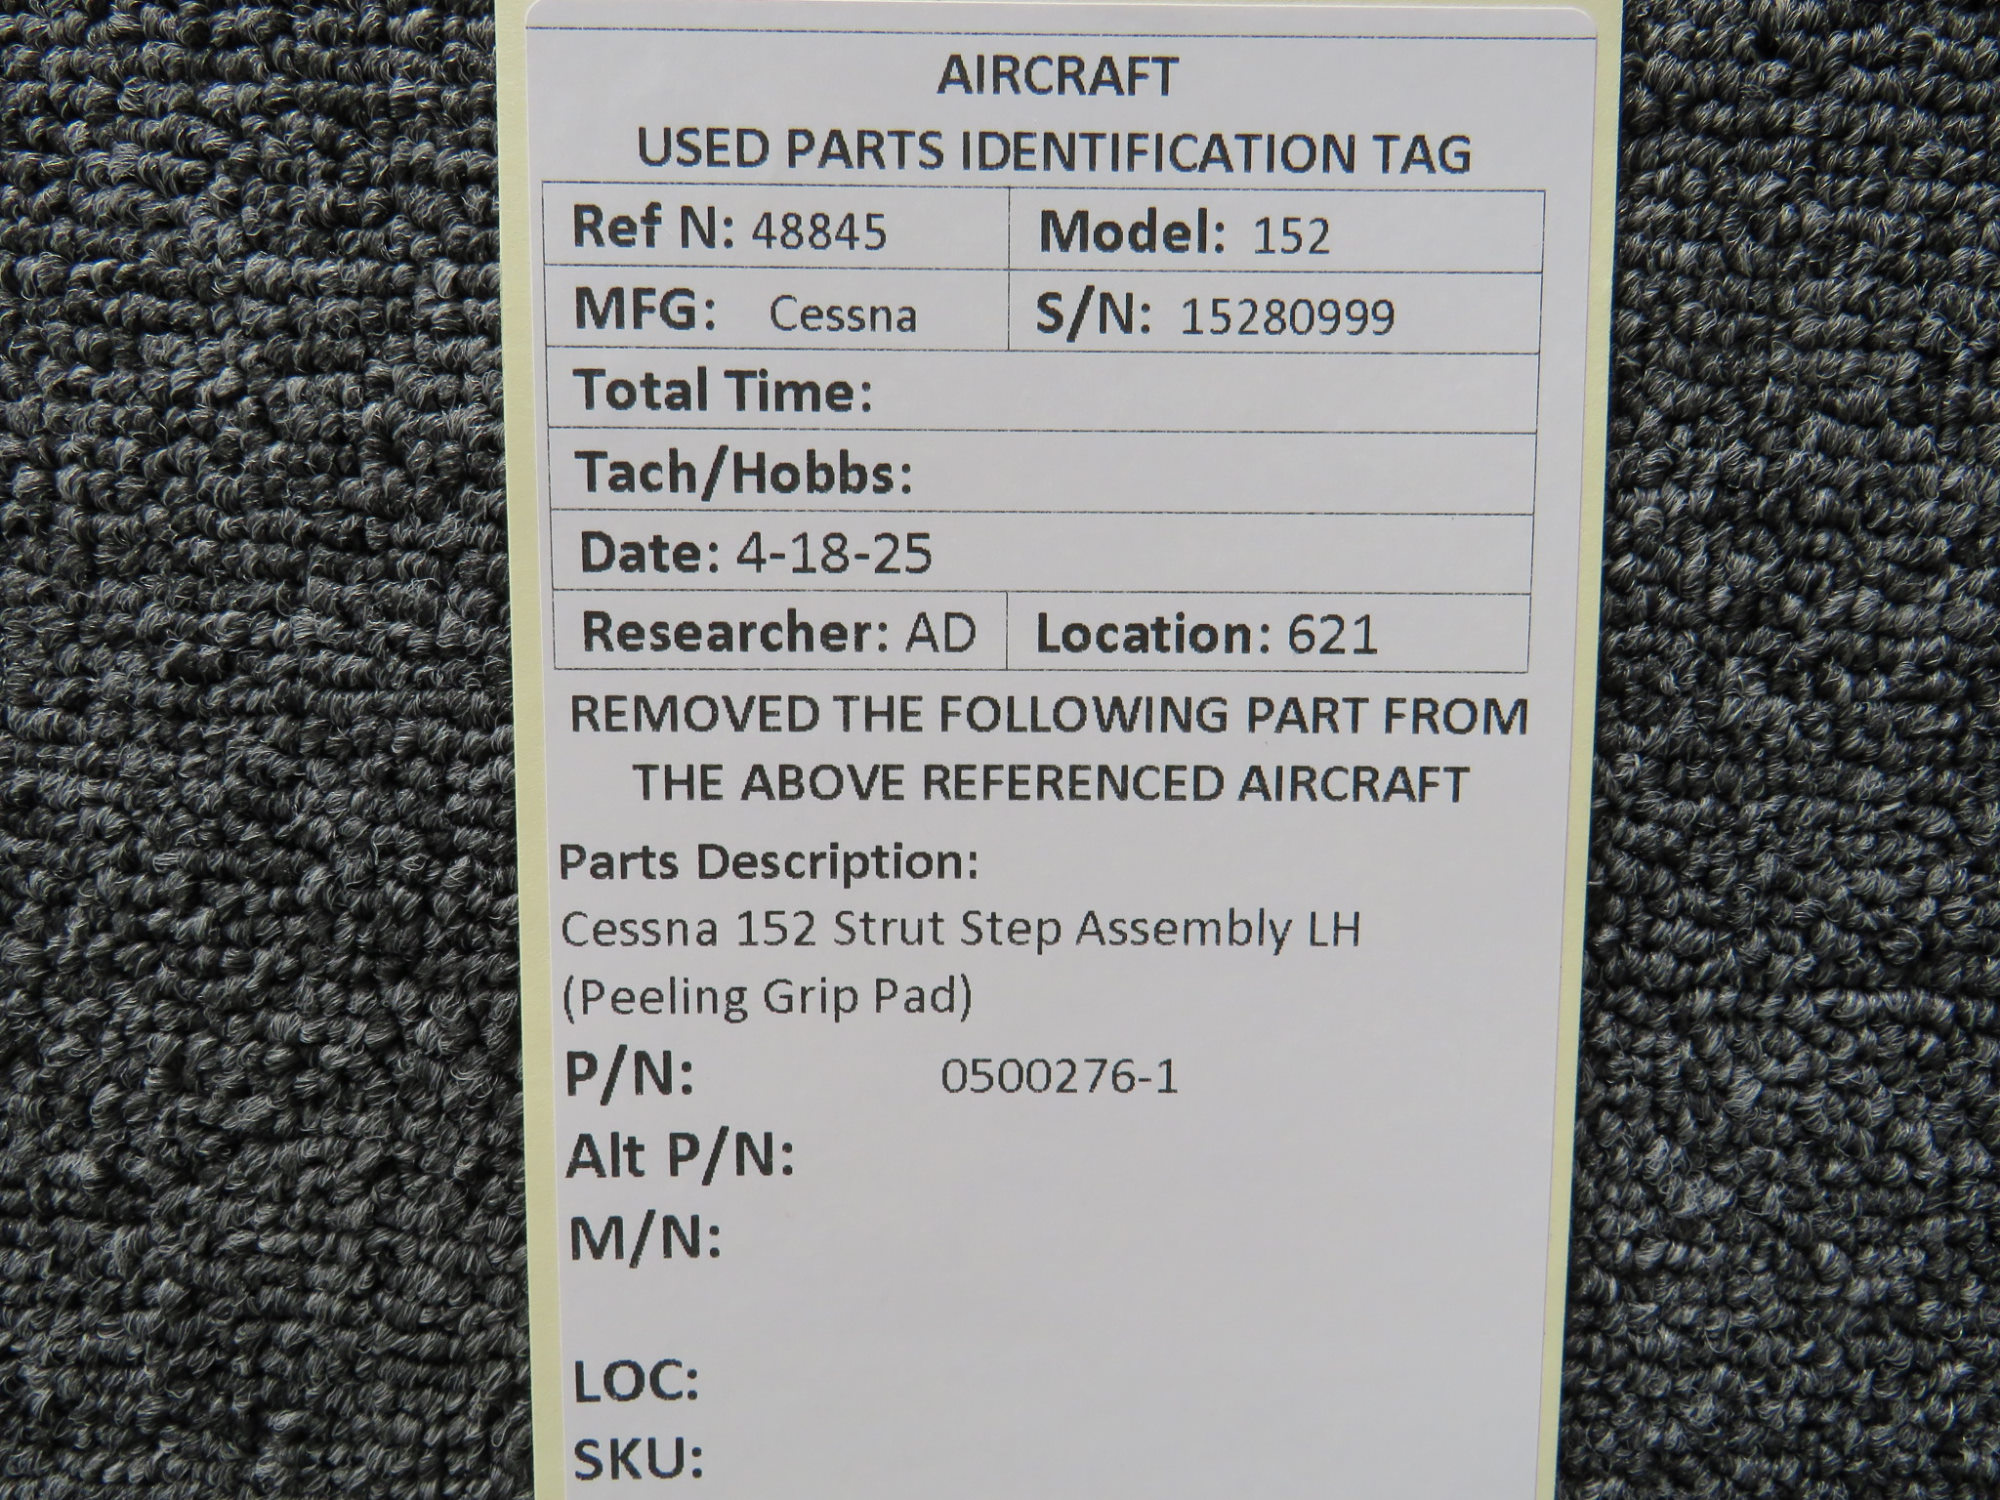 AIRCRAFT
USED PARTS IDENTIFICATION TAG
Ref N: 48845 Model: 152
MFG: Cessna S/N: 15280999
Total Time:
Tach/Hobbs:
Date: 4-18-25
Researcher: AD Location: 621
REMOVED THE FOLLOWING PART FROM
THE ABOVE REFERENCED AIRCRAFT
Parts Description:
Cessna 152 Strut Step Assembly LH
(Peeling Grip Pad)
P/N: 0500276-1
Alt P/N:
M/N:
LOC:
SKU: